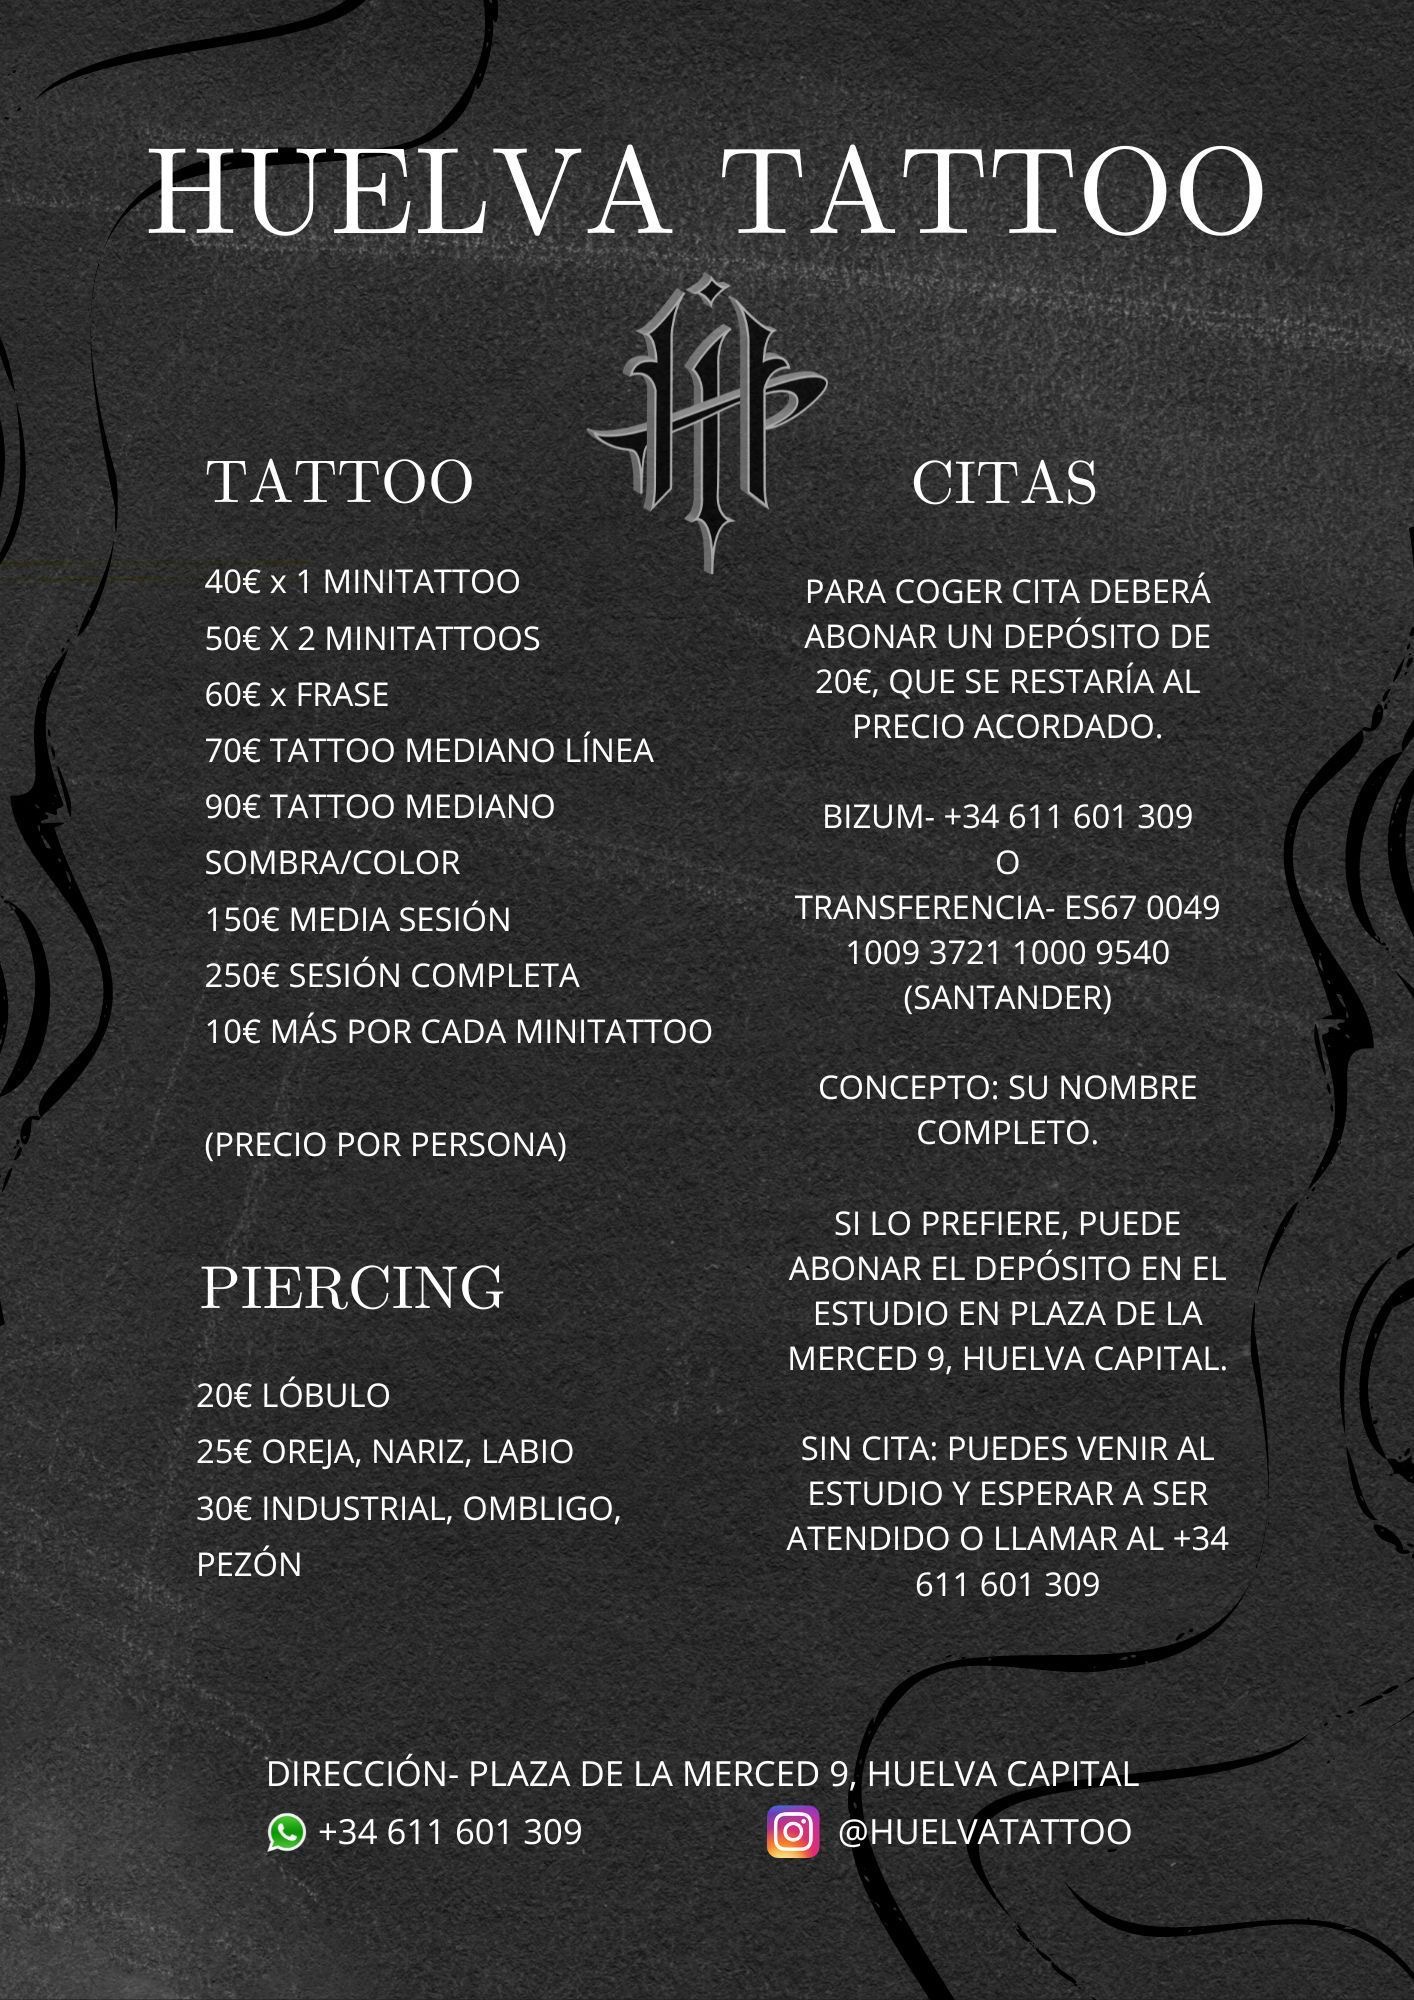 HUELVA TATTOO
TATTOO
40€ x 1 MINITATTOO
50€ X 2 MINITATTOOS
60€ x FRASE
70€ TATTOO MEDIANO LÍNEA
90€ TATTOO MEDIANO
SOMBRA/COLOR
150€ MEDIA SESIÓN
250€ SESIÓN COMPLETA
10€ MÁS POR CADA MINITATTOO
(PRECIO POR PERSONA)
PIERCING
20€ LÓBULO
25€ OREJA, NARIZ, LABIO
30€ INDUSTRIAL, OMBLIGO,
PEZÓN
CITAS
PARA COGER CITA DEBERÁ
ABONAR UN DEPÓSITO DE
20€, QUE SE RESTARÍA AL
PRECIO ACORDADO.
BIZUM- +34 611 601 309
O
TRANSFERENCIA- ES67 0049
1009 3721 1000 9540
(SANTANDER)
CONCEPTO: SU NOMBRE
COMPLETO.
SI LO PREFIERE, PUEDE
ABONAR EL DEPÓSITO EN EL
ESTUDIO EN PLAZA DE LA
MERCED 9, HUELVA CAPITAL.
SIN CITA: PUEDES VENIR AL
ESTUDIO Y ESPERAR A SER
ATENDIDO O LLAMAR AL +34
611 601 309
DIRECCIÓN- PLAZA DE LA MERCED 9, HUELVA CAPITAL
+34 611 601 309
@HUELVATATTOO